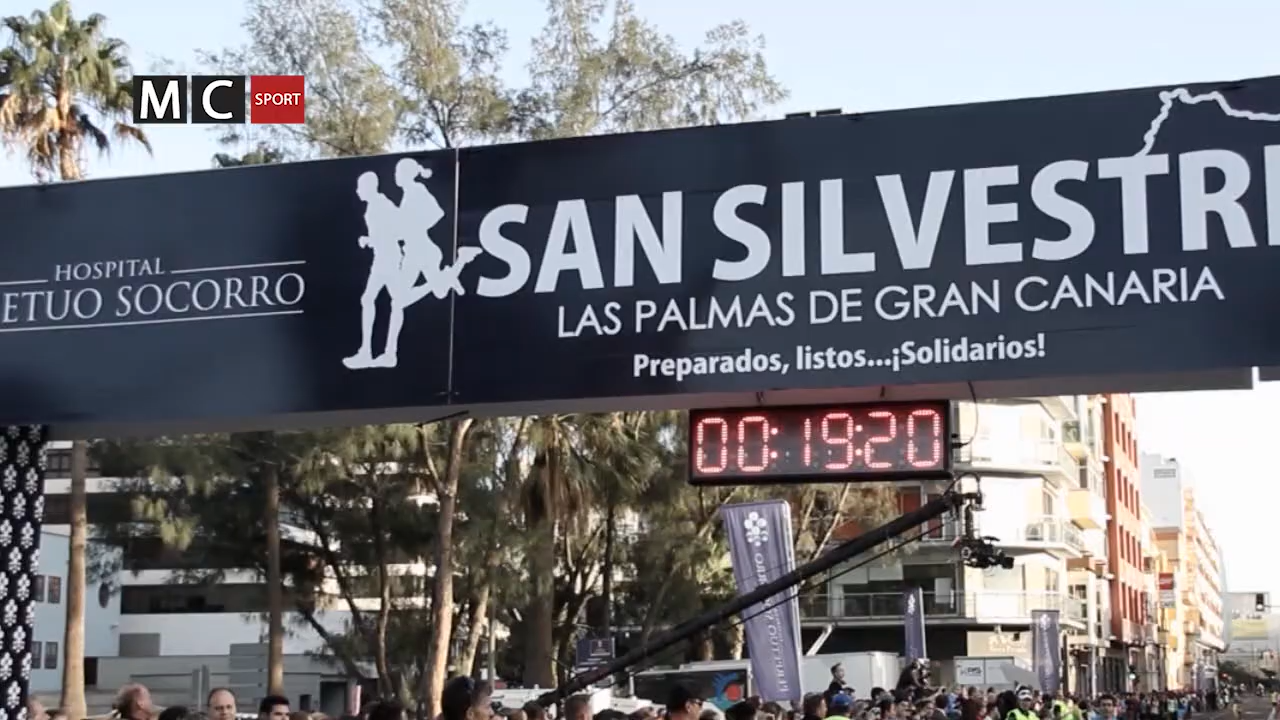 MC SPORT
HOSPITAL
ETUO SOCORRO
SAN SILVESTR
LAS PALMAS DE GRAN CANARIA
Preparados, listos...¡Solidarios!
00:19:20